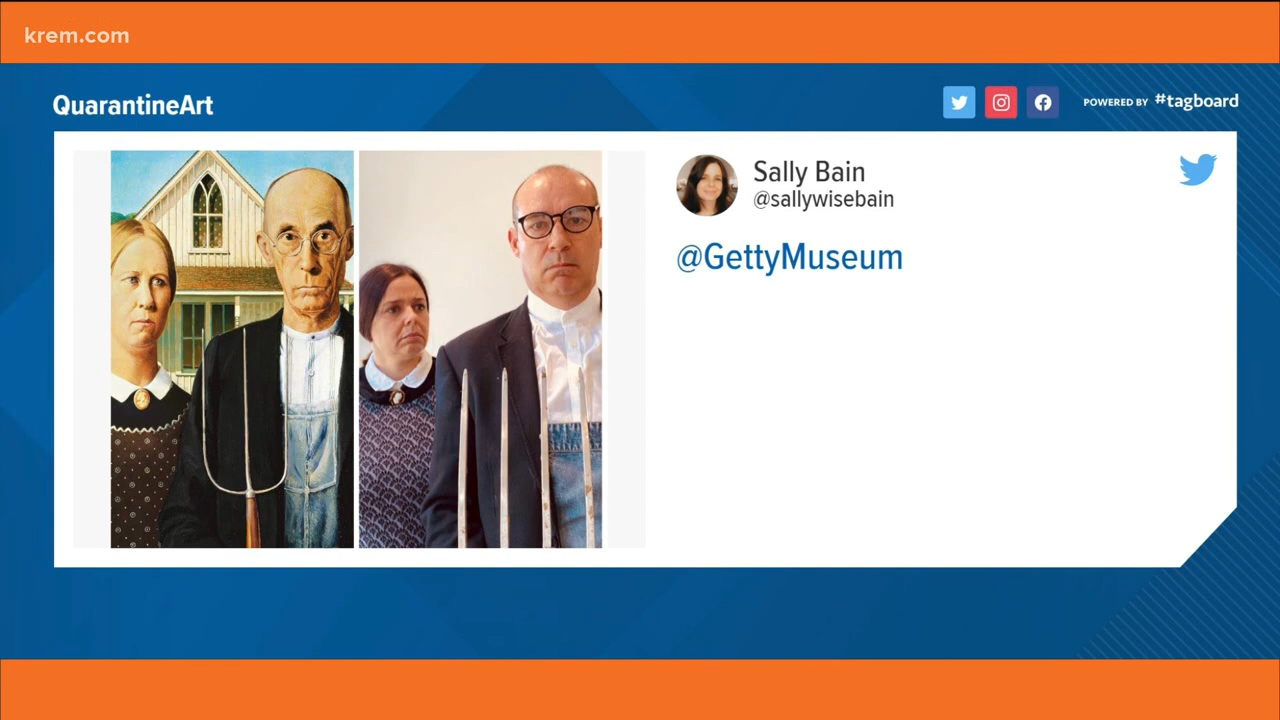 krem.com
QuarantineArt
POWERED BY #tagboard
Sally Bain
@sallywisebain
@GettyMuseum